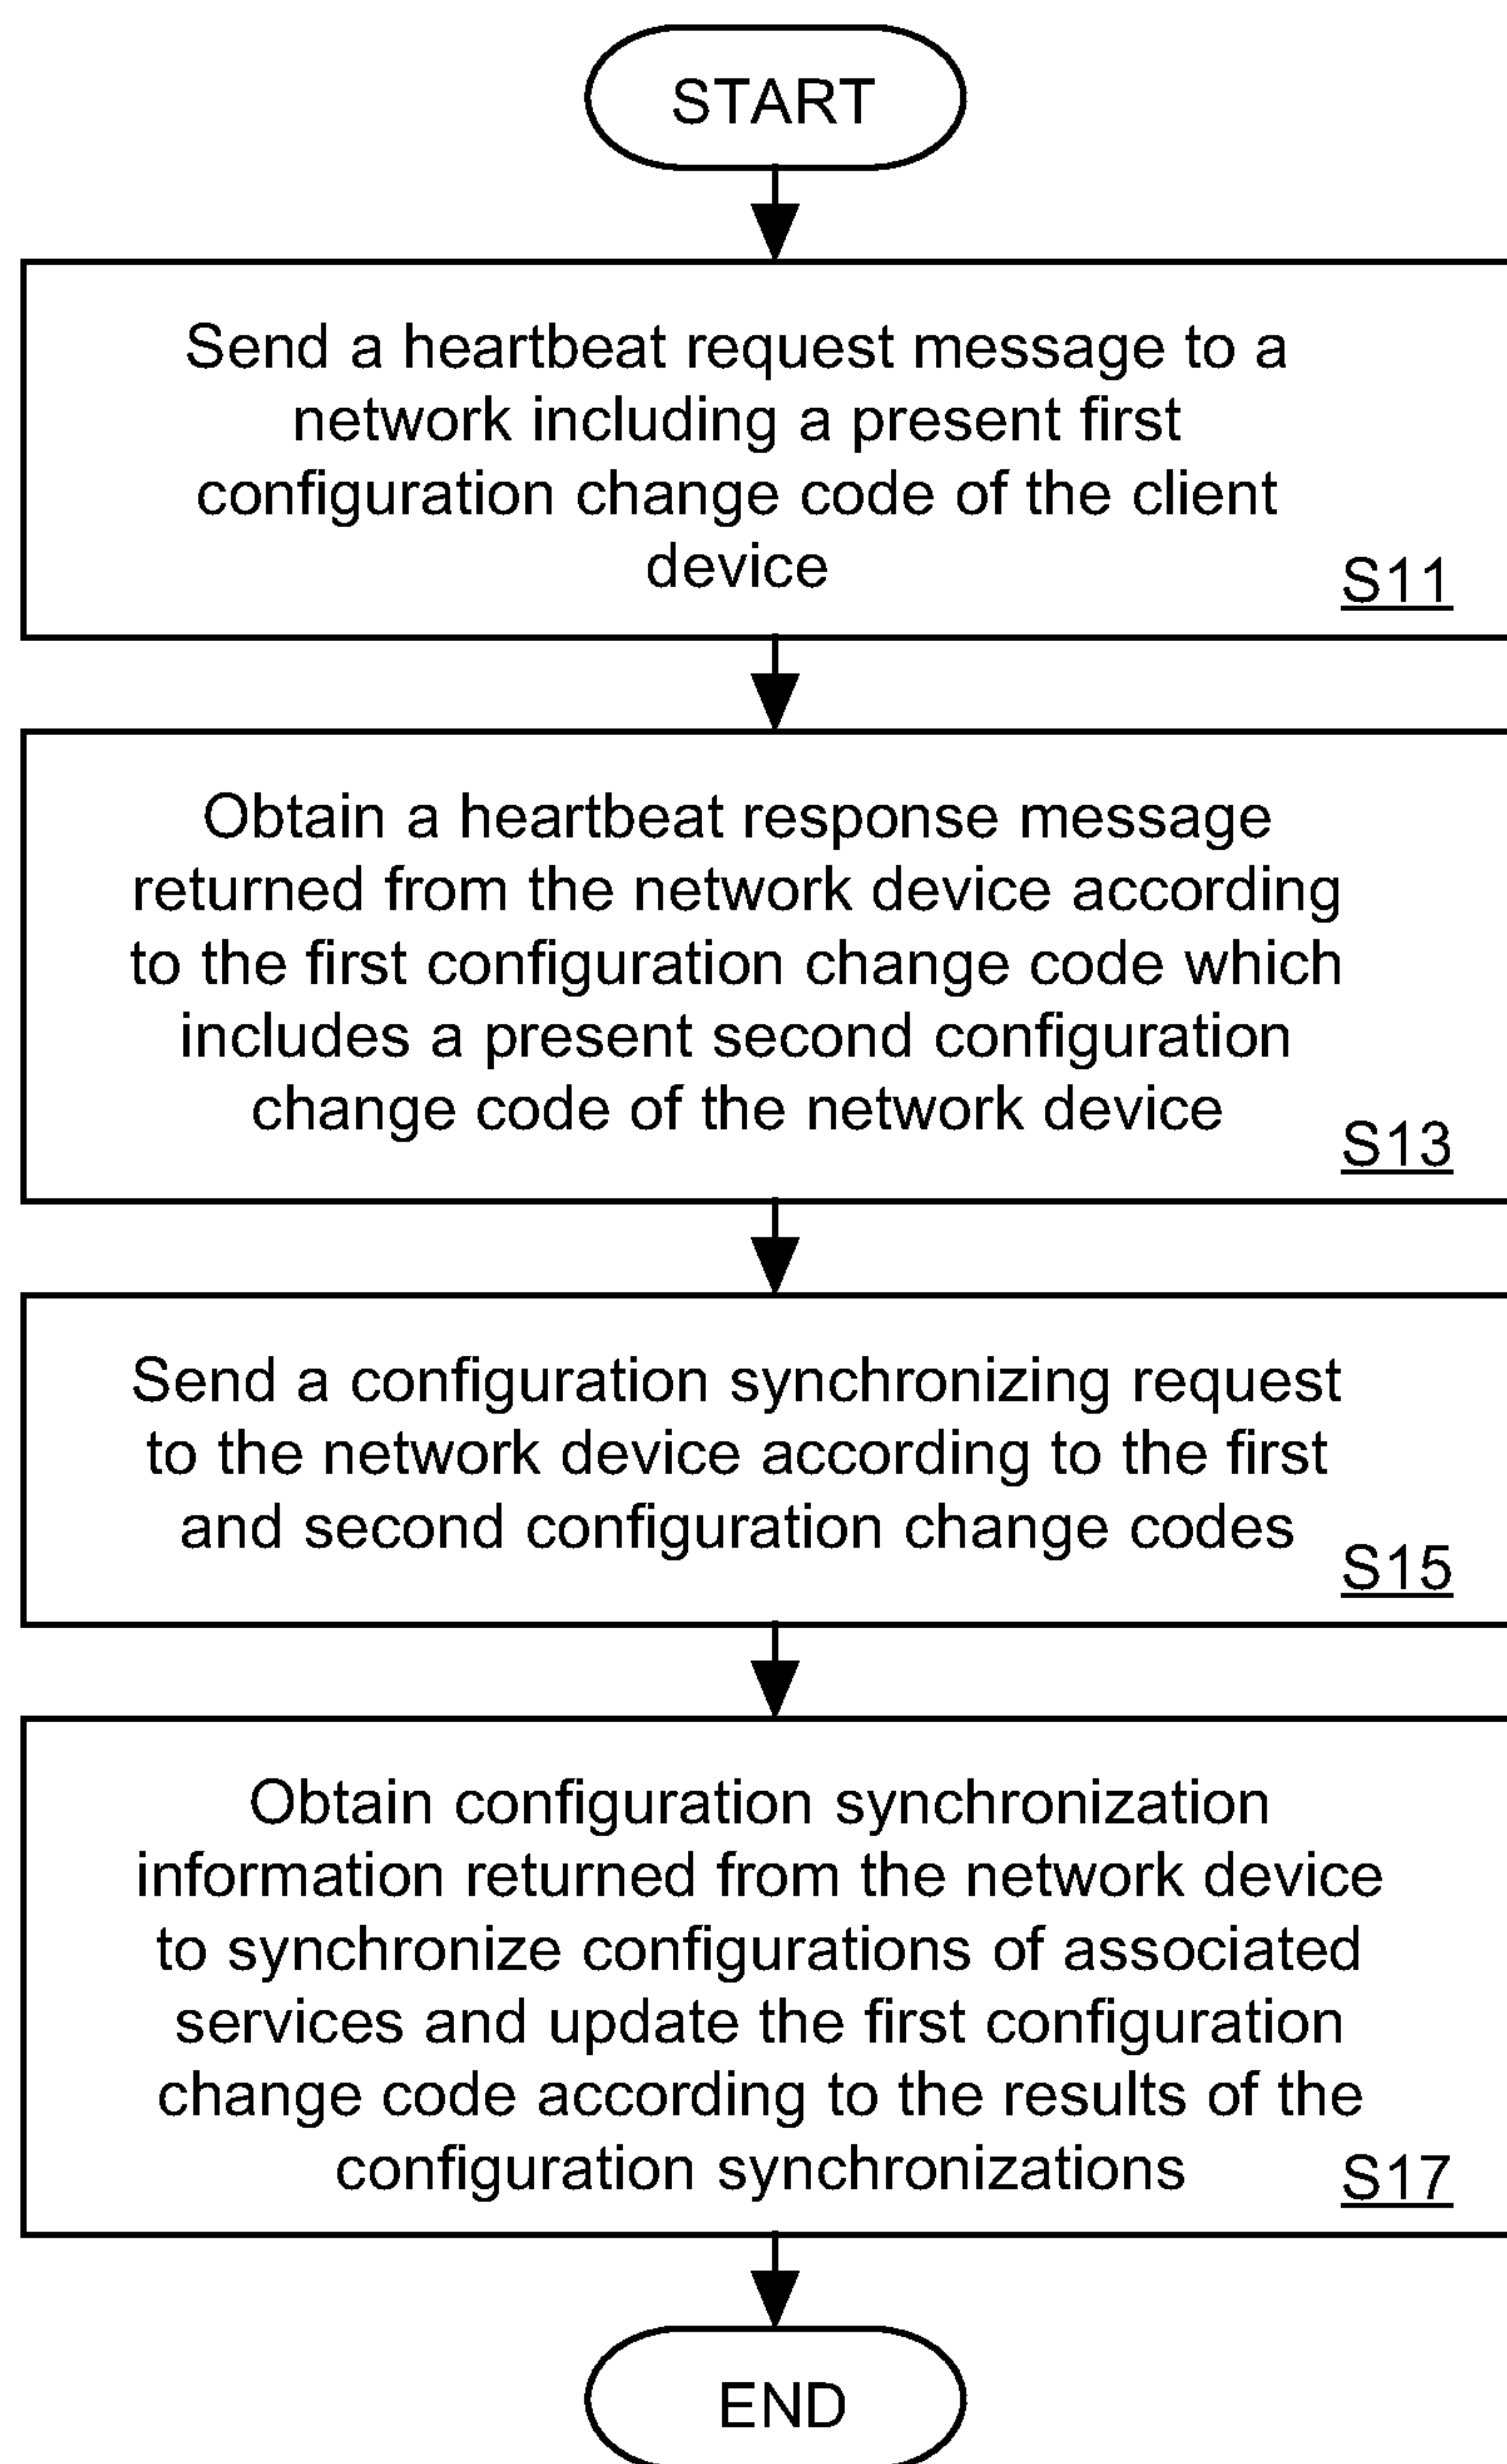 START
Send a heartbeat request message to a
network including a present first
configuration change code of the client
device
S11
Obtain a heartbeat response message
returned from the network device according
to the first configuration change code which
includes a present second configuration
change code of the network device
S13
Send a configuration synchronizing request
to the network device according to the first
and second configuration change codes
S15
Obtain configuration synchronization
information returned from the network device
to synchronize configurations of associated
services and update the first configuration
change code according to the results of the
configuration synchronizations
S17
END